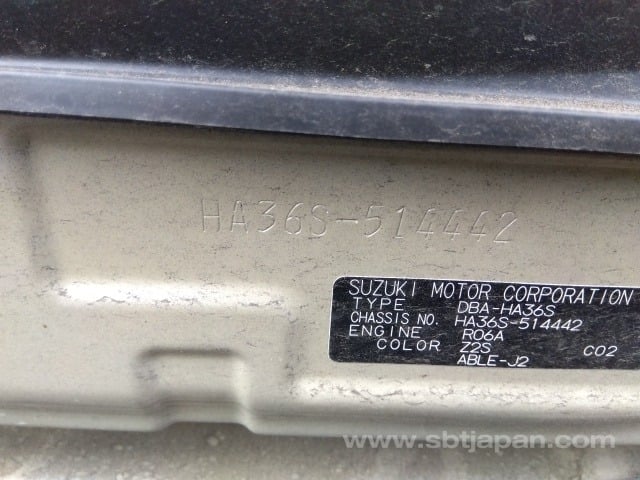 HA36S-514442
SUZUKI MOTOR CORPORATION
TYPE DBA-HA36S
CHASSIS NO. HA36S-514442
ENGINE R06A
COLOR Z2S C02
ABLE-J2
www.sbtjapan.com